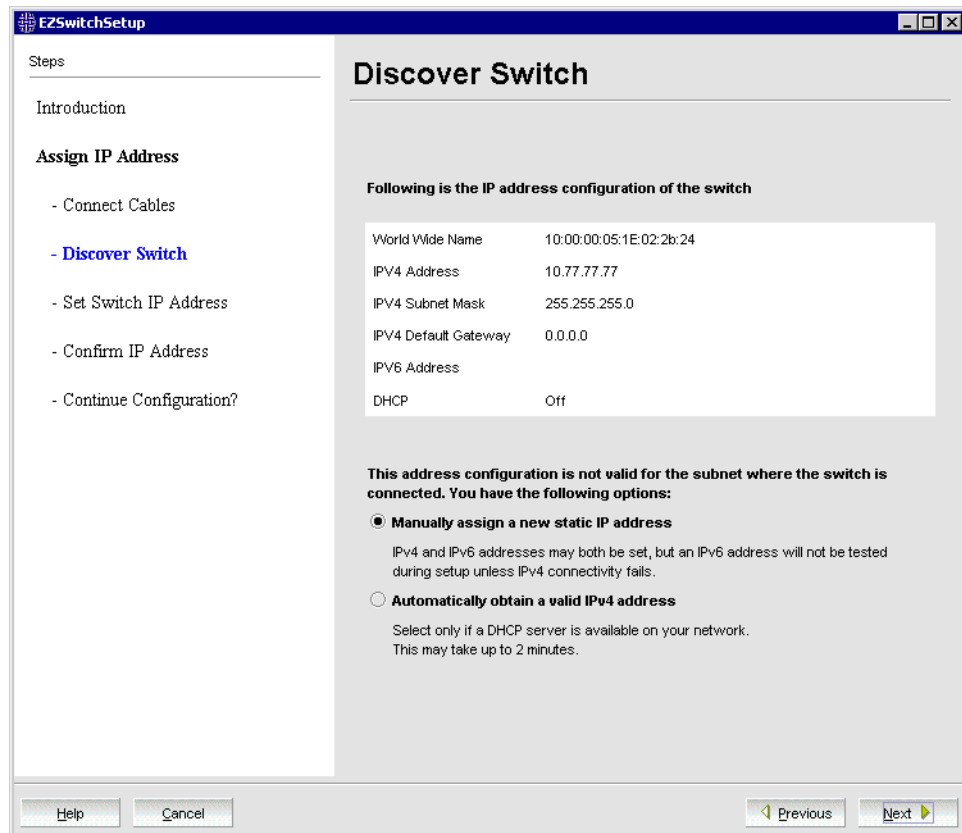 EZSwitchSetup
Steps
Introduction
Assign IP Address
- Connect Cables
- Discover Switch
- Set Switch IP Address
- Confirm IP Address
- Continue Configuration?
Discover Switch
Following is the IP address configuration of the switch
World Wide Name 10:00:00:05:1E:02:2b:24
IPV4 Address 10.77.77.77
IPV4 Subnet Mask 255.255.255.0
IPV4 Default Gateway 0.0.0.0
IPV6 Address
DHCP Off
This address configuration is not valid for the subnet where the switch is
connected. You have the following options:
Manually assign a new static IP address
IPv4 and IPv6 addresses may both be set, but an IPv6 address will not be tested
during setup unless IPv4 connectivity fails.
Automatically obtain a valid IPv4 address
Select only if a DHCP server is available on your network.
This may take up to 2 minutes.
Help Cancel Previous Next